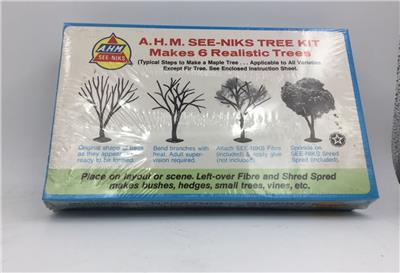 A.H.M.
SEE-NIKS
A.H.M. SEE-NIKS TREE KIT
Makes 6 Realistic Trees
(Typical Steps to Make a Maple Tree . . . Applicable to All Varieties
Except Fir Tree. See Enclosed Instruction Sheet.
Original shape of trees
as they appear
ready to be formed.
Bend branches with
heat. Adult super-
vision required.
Attach SEE-NIKS Fibre
(included) & apply glue
(not included).
Sprinkle on
SEE-NIKS Shred
Spred (included).
Place on layout or scene. Left-over Fibre and Shred Spred
makes bushes, hedges, small trees, vines, etc.